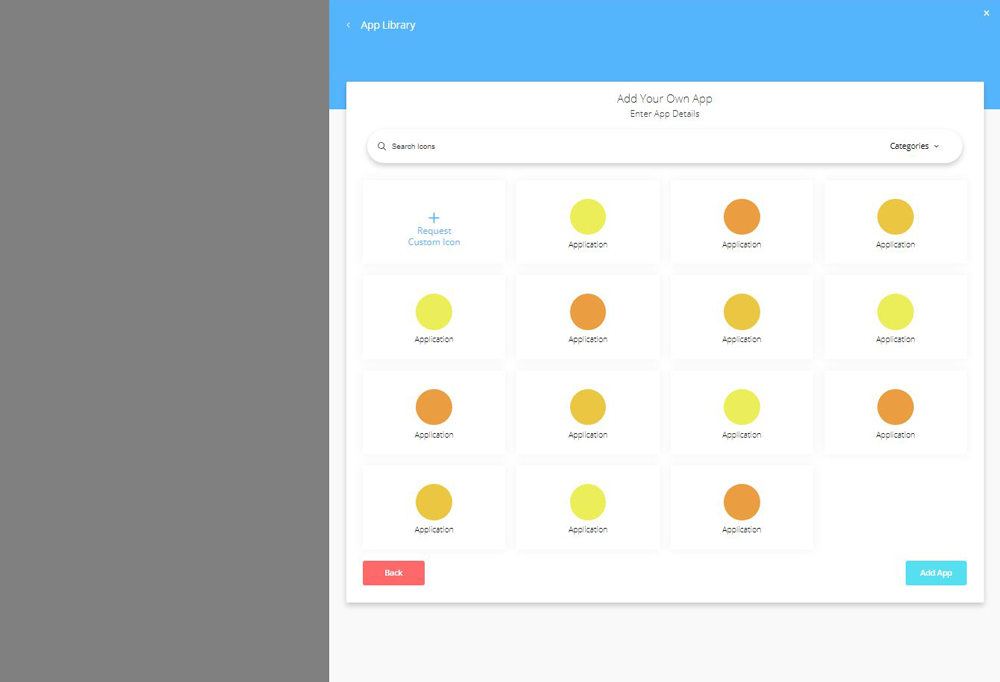 App Library
Add Your Own App
Enter App Details
Search Icons
Categories
Request
Custom Icon
Application
Application
Application
Application
Application
Application
Application
Application
Application
Application
Application
Application
Application
Application
Back
Add App